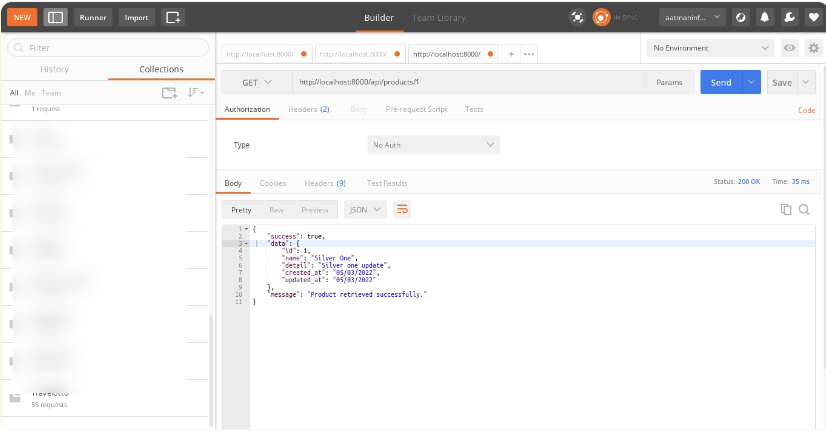 NEW Runner Import Builder Team Library IN SYNC aatmaninf...
Filter
History Collections
All Me Team
1 request
Travelotto
55 requests
http://localhost:8000/ http://localhost:8000/ http://localhost:8000/ + •••
No Environment
GET http://localhost:8000/api/products/1 Params Send Save
Authorization Headers (2) Body Pre-request Script Tests Code
Type No Auth
Body Cookies Headers (9) Test Results Status: 200 OK Time: 35 ms
Pretty Raw Preview JSON
1 {
2 "success": true,
3 "data": {
4 "id": 1,
5 "name": "Silver One",
6 "detail": "Silver one update",
7 "created_at": "05/03/2022",
8 "updated_at": "05/03/2022"
9 },
10 "message": "Product retrieved successfully."
11 }